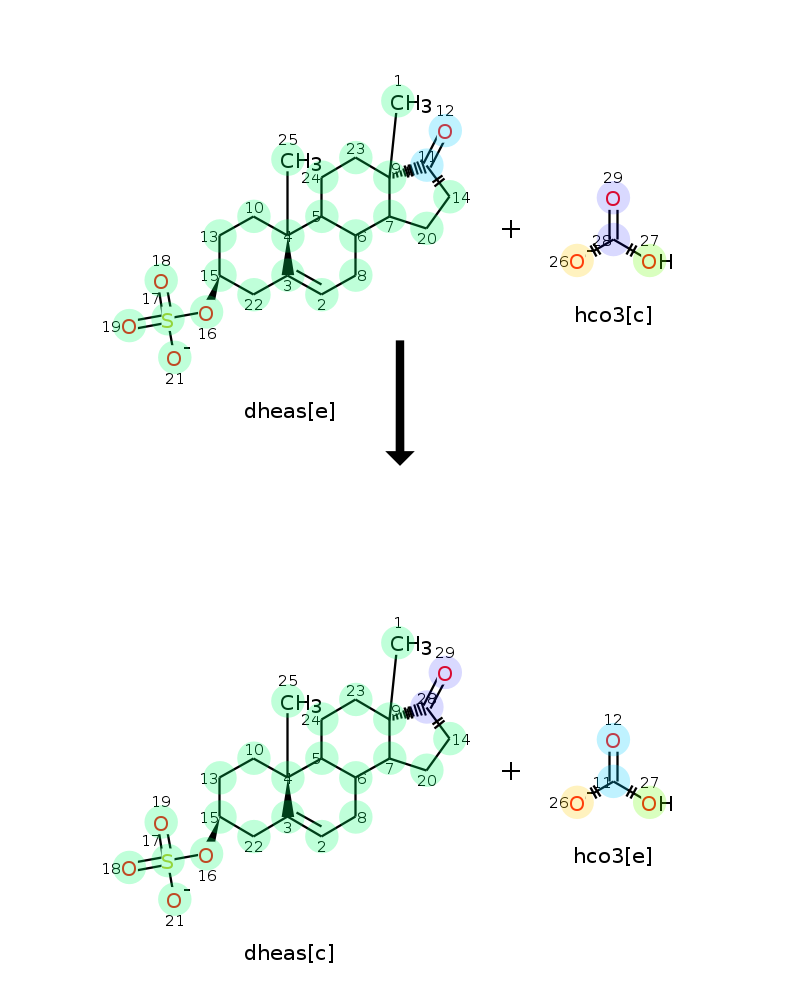 1
CH3
12
O
25
CH3
23
9
11
24
14
29
O
10
5
13
4
6
7
20
+
28
27
26
O
OH
18
O
15
3
8
hco3[c]
17
22
2
19
O
S
O
16
O
-
21
dheas[e]
1
CH3
29
O
25
CH3
23
9
28
24
14
12
O
10
5
13
4
6
7
20
+
11
27
26
O
OH
19
O
15
3
8
hco3[e]
17
22
2
18
O
S
O
16
O
-
21
dheas[c]